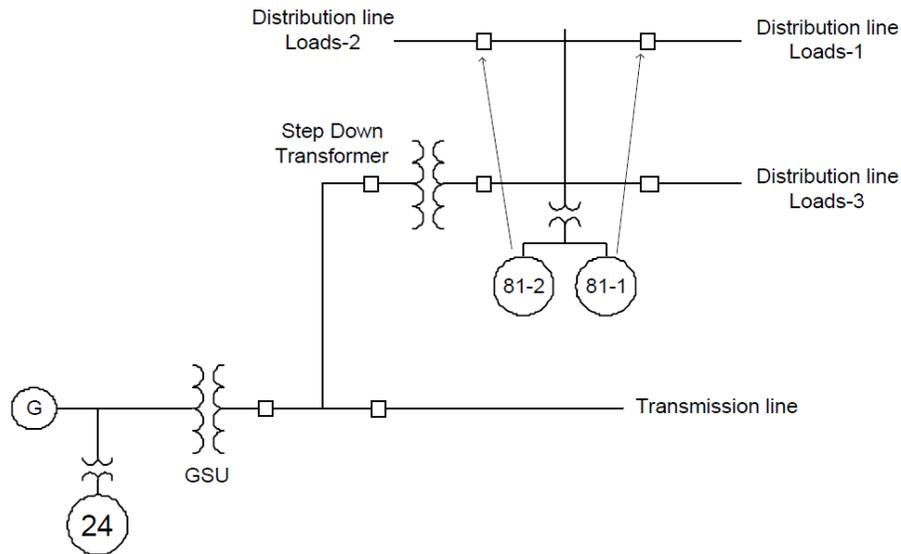 Distribution line
Loads-2
Distribution line
Loads-1
Step Down
Transformer
Distribution line
Loads-3
81-2
81-1
G
Transmission line
GSU
24